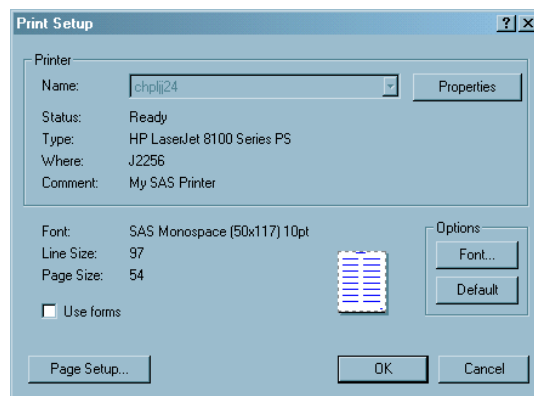 Print Setup
Printer
Name: chpljj24 Properties
Status: Ready
Type: HP LaserJet 8100 Series PS
Where: J2256
Comment: My SAS Printer
Font: SAS Monospace (50x117) 10pt
Line Size: 97
Page Size: 54
Use forms
Options
Font...
Default
Page Setup...
OK
Cancel